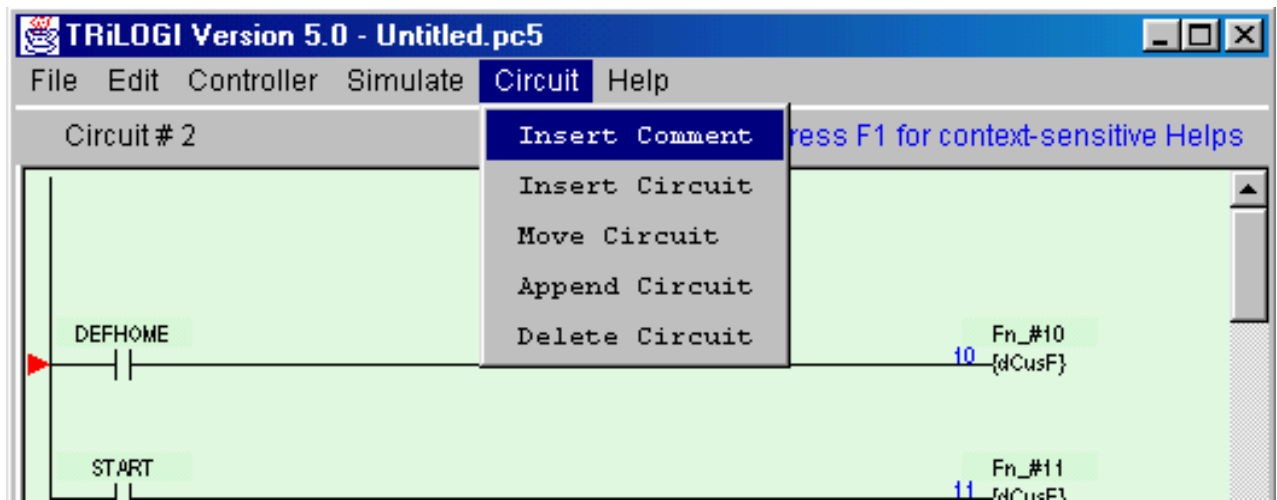 TRiLOGI Version 5.0 - Untitled.pc5
File Edit Controller Simulate Circuit Help
Circuit # 2
ress F1 for context-sensitive Helps
Insert Comment
Insert Circuit
Move Circuit
Append Circuit
Delete Circuit
DEFHOME
Fn_#10
10 {dCusF}
START
Fn_#11
11 {dCusF}